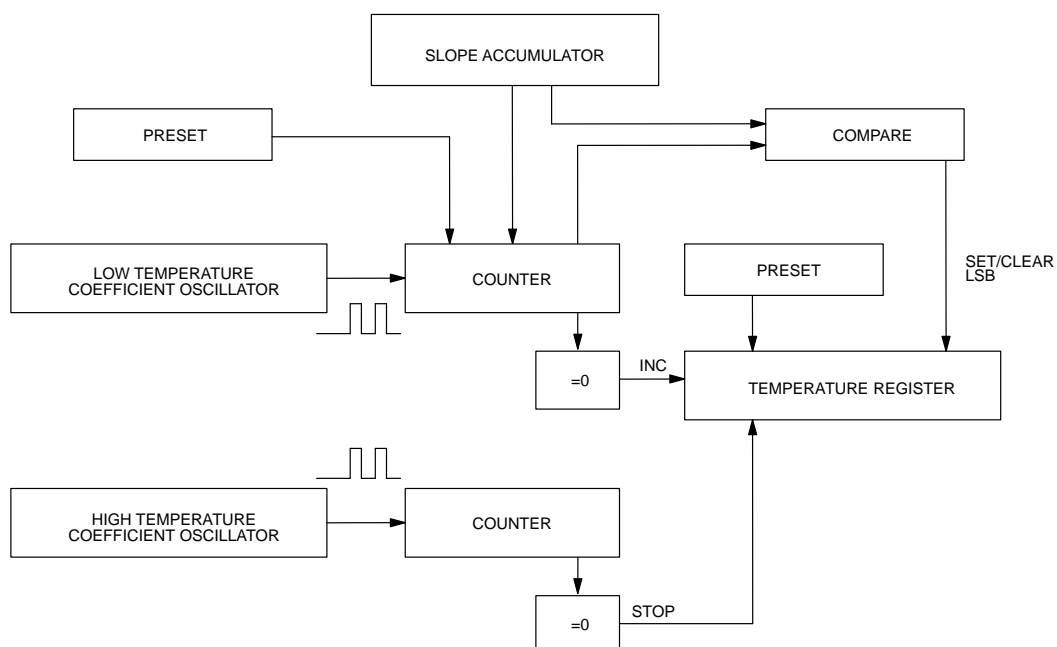 SLOPE ACCUMULATOR
PRESET
COMPARE
LOW TEMPERATURE
COEFFICIENT OSCILLATOR
COUNTER
PRESET
SET/CLEAR
LSB
=0
INC
TEMPERATURE REGISTER
HIGH TEMPERATURE
COEFFICIENT OSCILLATOR
COUNTER
=0
STOP